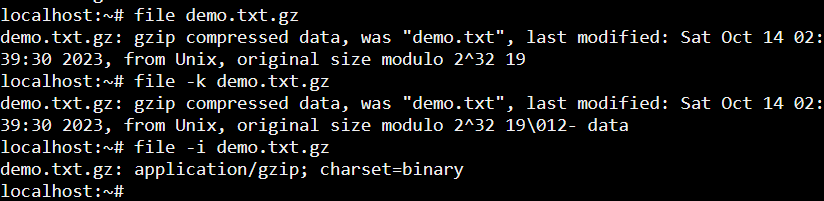 localhost:~# file demo.txt.gz
demo.txt.gz: gzip compressed data, was "demo.txt", last modified: Sat Oct 14 02:
39:30 2023, from Unix, original size modulo 2^32 19
localhost:~# file -k demo.txt.gz
demo.txt.gz: gzip compressed data, was "demo.txt", last modified: Sat Oct 14 02:
39:30 2023, from Unix, original size modulo 2^32 19\012- data
localhost:~# file -i demo.txt.gz
demo.txt.gz: application/gzip; charset=binary
localhost:~#